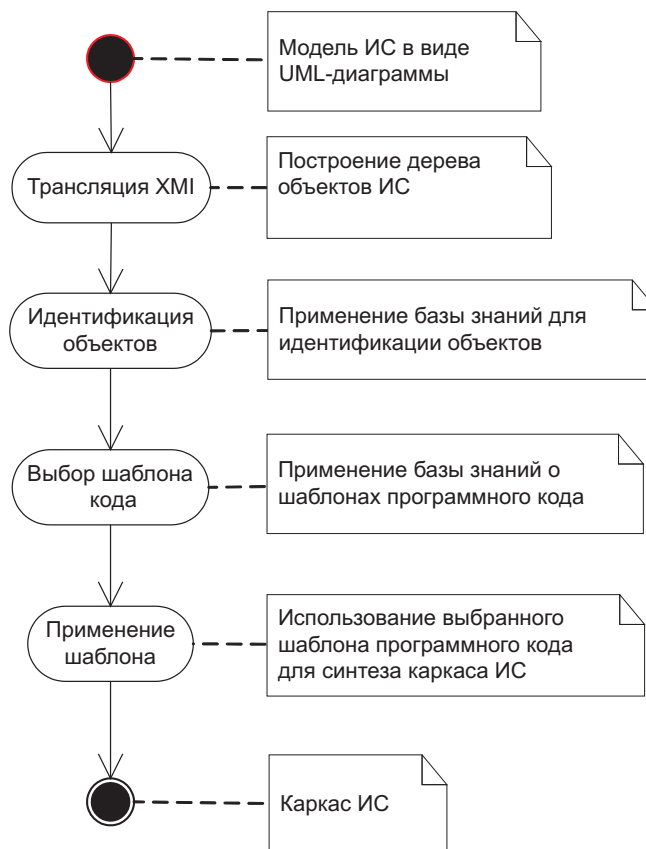 Модель ИС в виде
UML-диаграммы
Трансляция XMI
Построение дерева
объектов ИС
Идентификация
объектов
Применение базы знаний для
идентификации объектов
Выбор шаблона
кода
Применение базы знаний о
шаблонах программного кода
Применение
шаблона
Использование выбранного
шаблона программного кода
для синтеза каркаса ИС
Каркас ИС